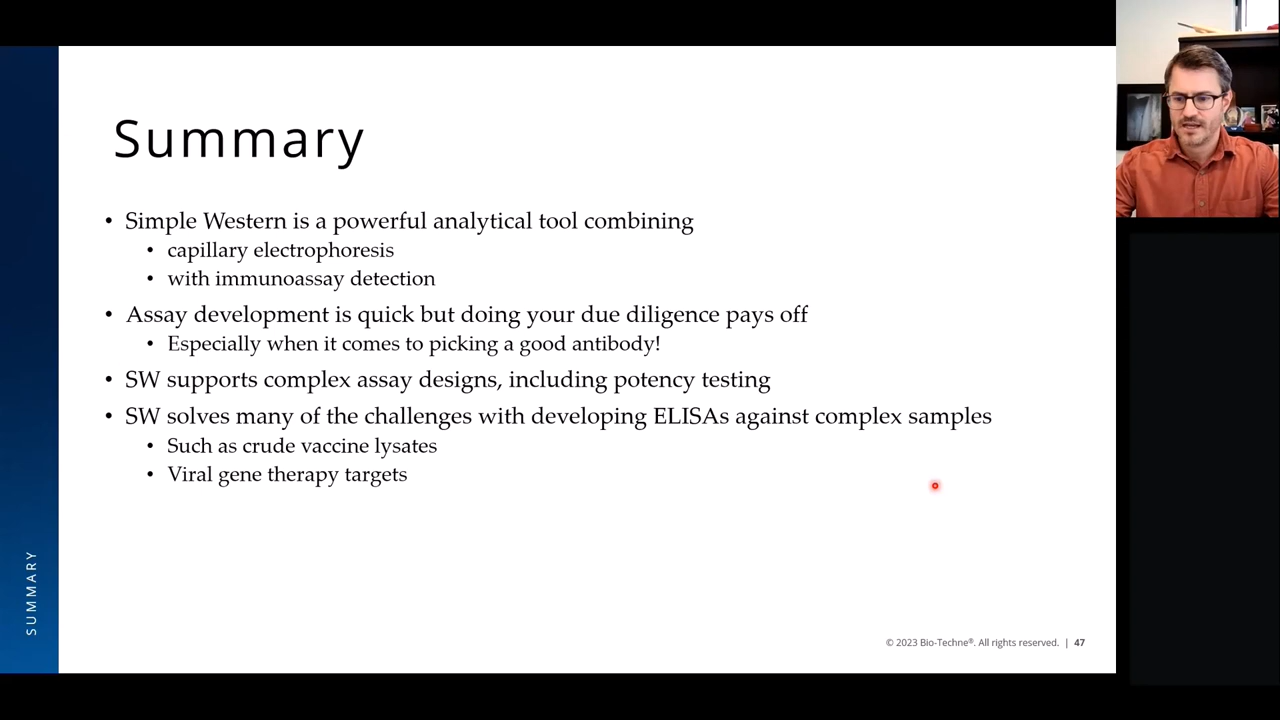 Summary
• Simple Western is a powerful analytical tool combining
• capillary electrophoresis
• with immunoassay detection
• Assay development is quick but doing your due diligence pays off
• Especially when it comes to picking a good antibody!
• SW supports complex assay designs, including potency testing
• SW solves many of the challenges with developing ELISAs against complex samples
• Such as crude vaccine lysates
• Viral gene therapy targets
SUMMARY
© 2023 Bio-Techne®. All rights reserved. | 47